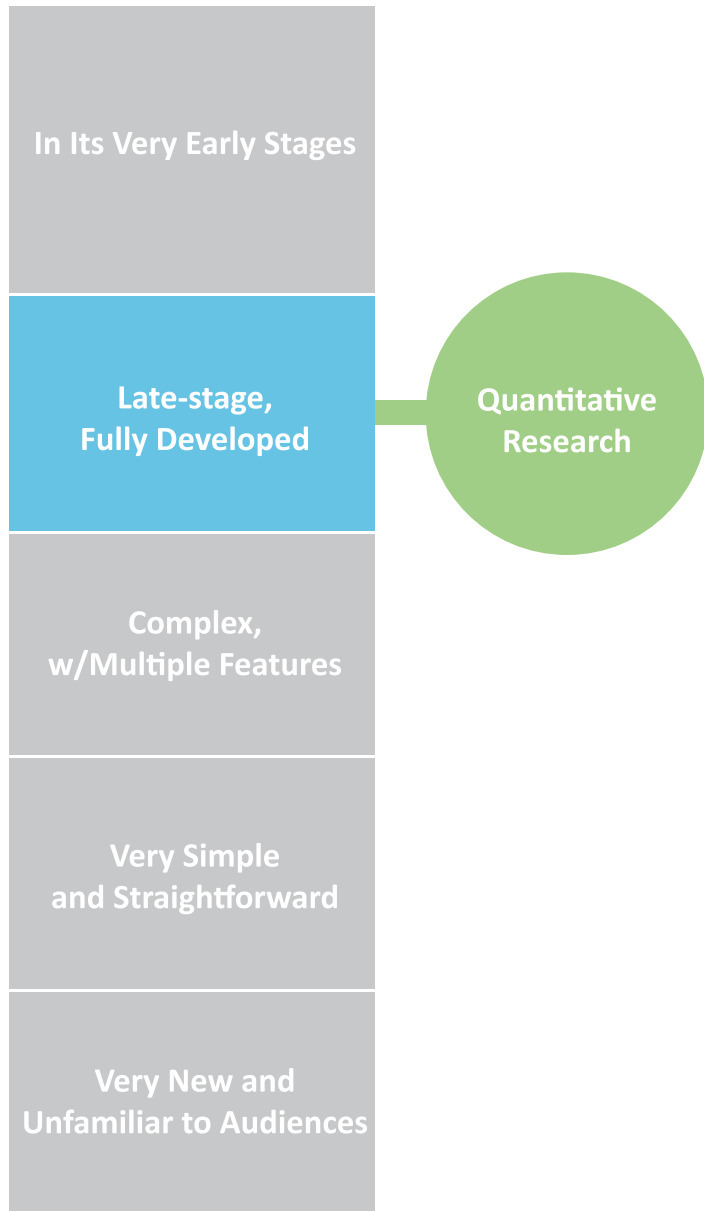 In Its Very Early Stages
Late-stage,
Fully Developed
Quantitative
Research
Complex,
w/Multiple Features
Very Simple
and Straightforward
Very New and
Unfamiliar to Audiences